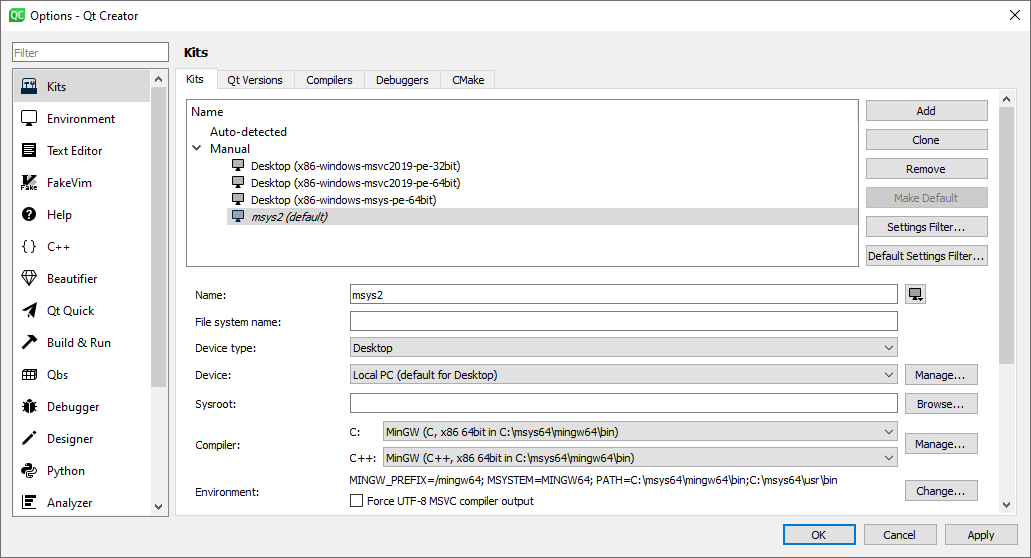 QC Options - Qt Creator
Filter
Kits
Kits
Environment
Text Editor
Fake FakeVim
Help
C++
Beautifier
Qt Quick
Build & Run
Qbs
Debugger
Designer
Python
Analyzer
Kits Qt Versions Compilers Debuggers CMake
Name
Auto-detected
Manual
Desktop (x86-windows-msvc2019-pe-32bit)
Desktop (x86-windows-msvc2019-pe-64bit)
Desktop (x86-windows-msys-pe-64bit)
msys2 (default)
Add
Clone
Remove
Make Default
Settings Filter...
Default Settings Filter...
Name: msys2
File system name:
Device type: Desktop
Device: Local PC (default for Desktop) Manage...
Sysroot: Browse...
Compiler: C: MinGW (C, x86 64bit in C:\msys64\mingw64\bin)
C++: MinGW (C++, x86 64bit in C:\msys64\mingw64\bin)
Manage...
Environment: MINGW_PREFIX=/mingw64; MSYSTEM=MINGW64; PATH=C:\msys64\mingw64\bin;C:\msys64\usr\bin
Force UTF-8 MSVC compiler output
Change...
OK Cancel Apply